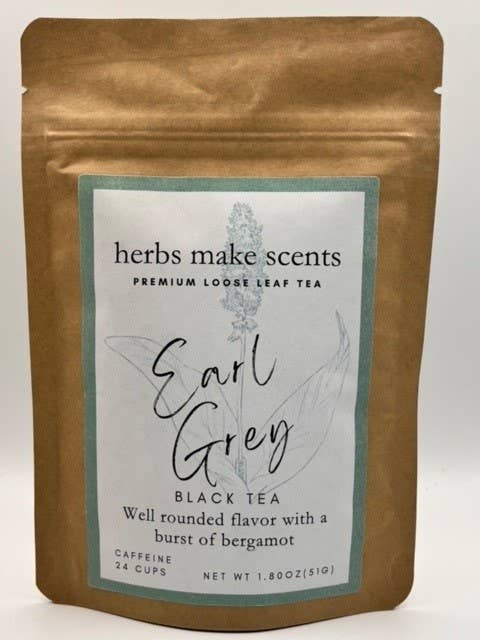 herbs make scents
PREMIUM LOOSE LEAF TEA
Earl
Grey
BLACK TEA
Well rounded flavor with a
burst of bergamot
CAFFEINE
24 CUPS
NET WT 1.80OZ(51G)